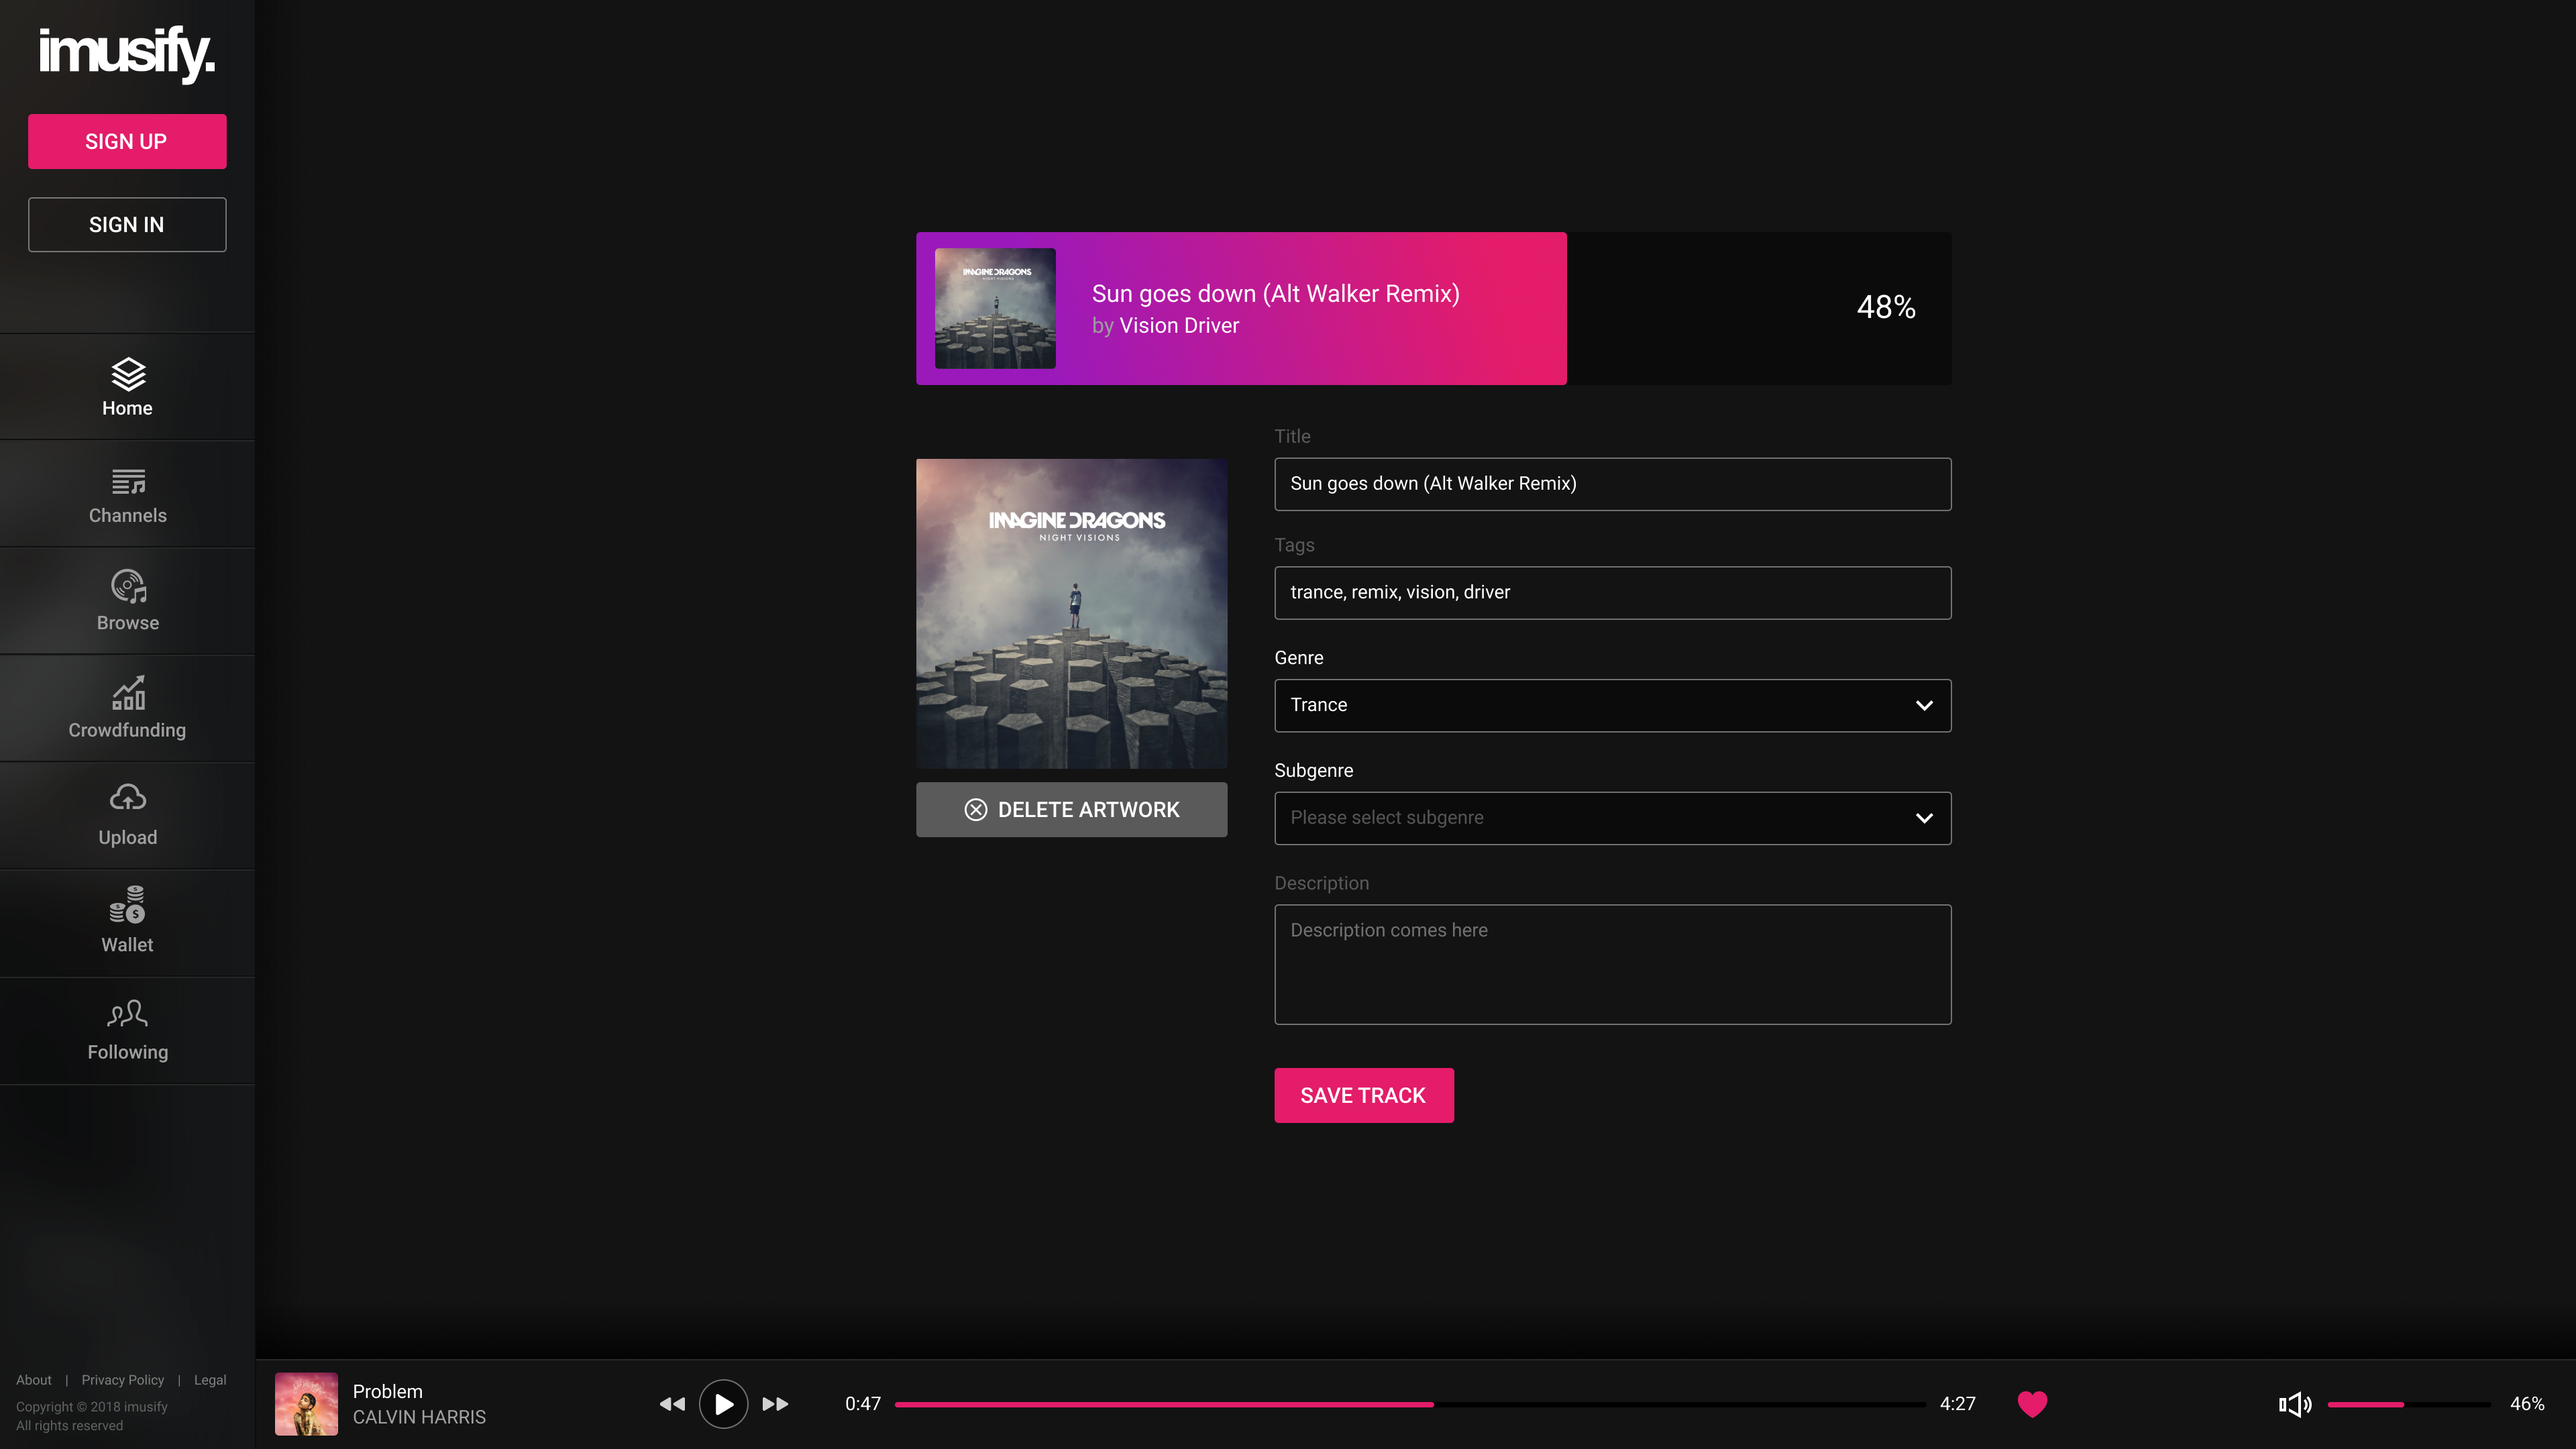 imusify.
SIGN UP
SIGN IN
Home
Channels
Browse
Crowdfunding
Upload
Wallet
Following
About | Privacy Policy | Legal
Copyright © 2018 imusify
All rights reserved
IMAGINE DRAGONS
NIGHT VISIONS
Sun goes down (Alt Walker Remix)
by Vision Driver
48%
IMAGINE DRAGONS
NIGHT VISIONS
DELETE ARTWORK
Title
Sun goes down (Alt Walker Remix)
Tags
trance, remix, vision, driver
Genre
Trance
Subgenre
Please select subgenre
Description
Description comes here
SAVE TRACK
Problem
CALVIN HARRIS
0:47
4:27
46%